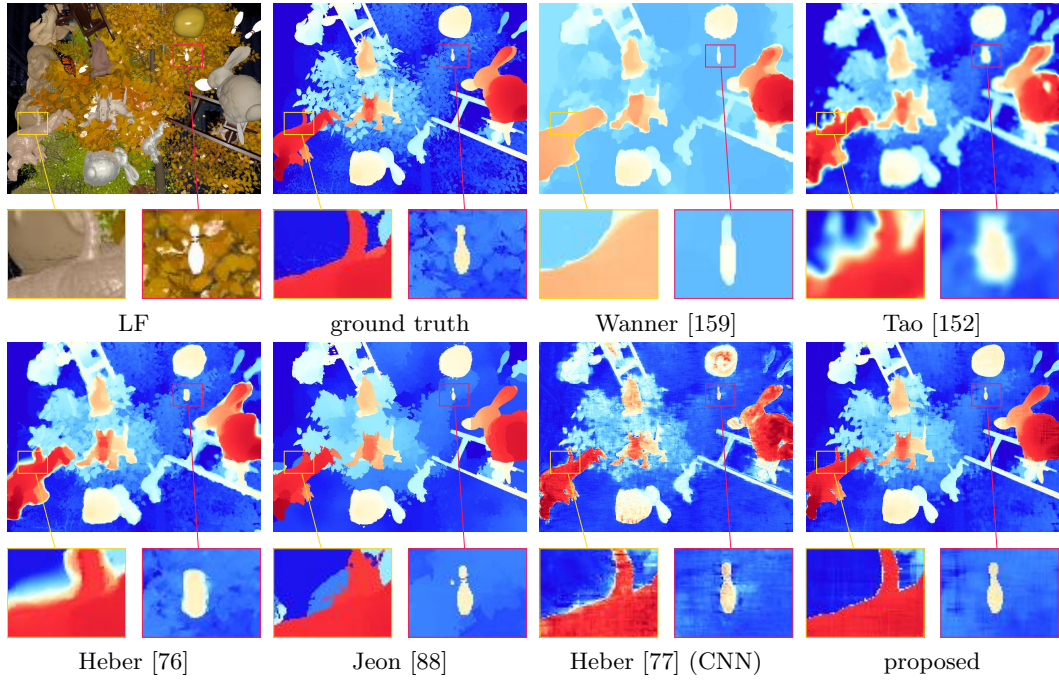 LF
ground truth
Wanner [159]
Tao [152]
Heber [76]
Jeon [88]
Heber [77] (CNN)
proposed